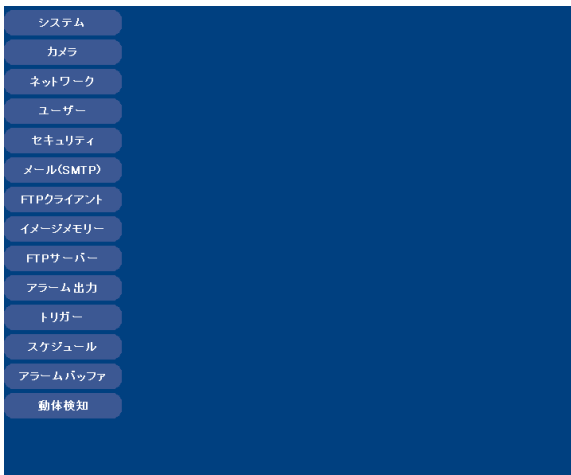 システム
カメラ
ネットワーク
ユーザー
セキュリティ
メール(SMTP)
FTPクライアント
イメージメモリー
FTPサーバー
アラーム出力
トリガー
スケジュール
アラームバッファ
動体検知